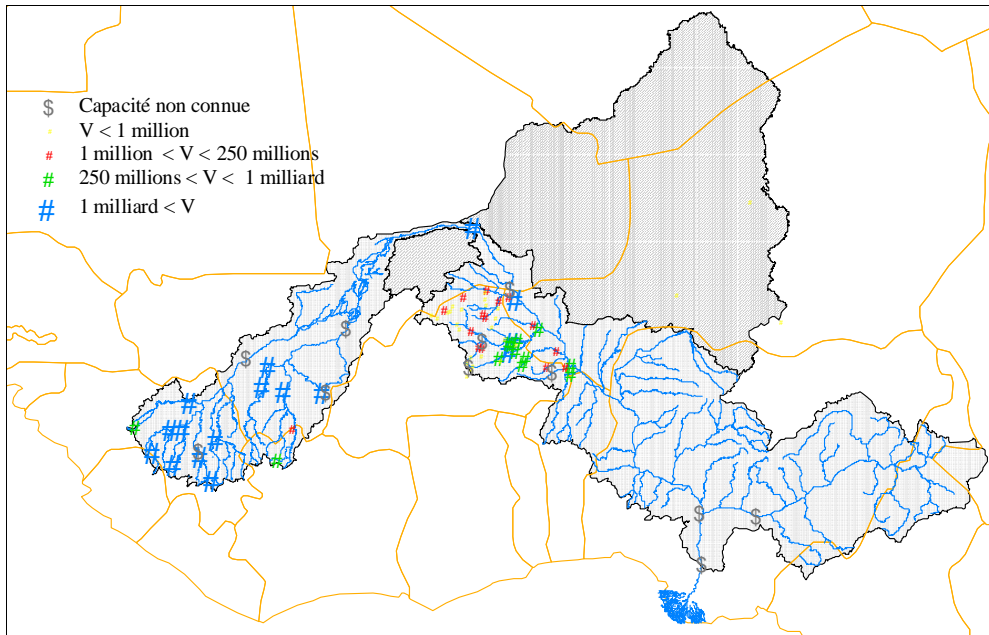 $ Capacité non connue
V < 1 million
# 1 million < V < 250 millions
# 250 millions < V < 1 milliard
# 1 milliard < V